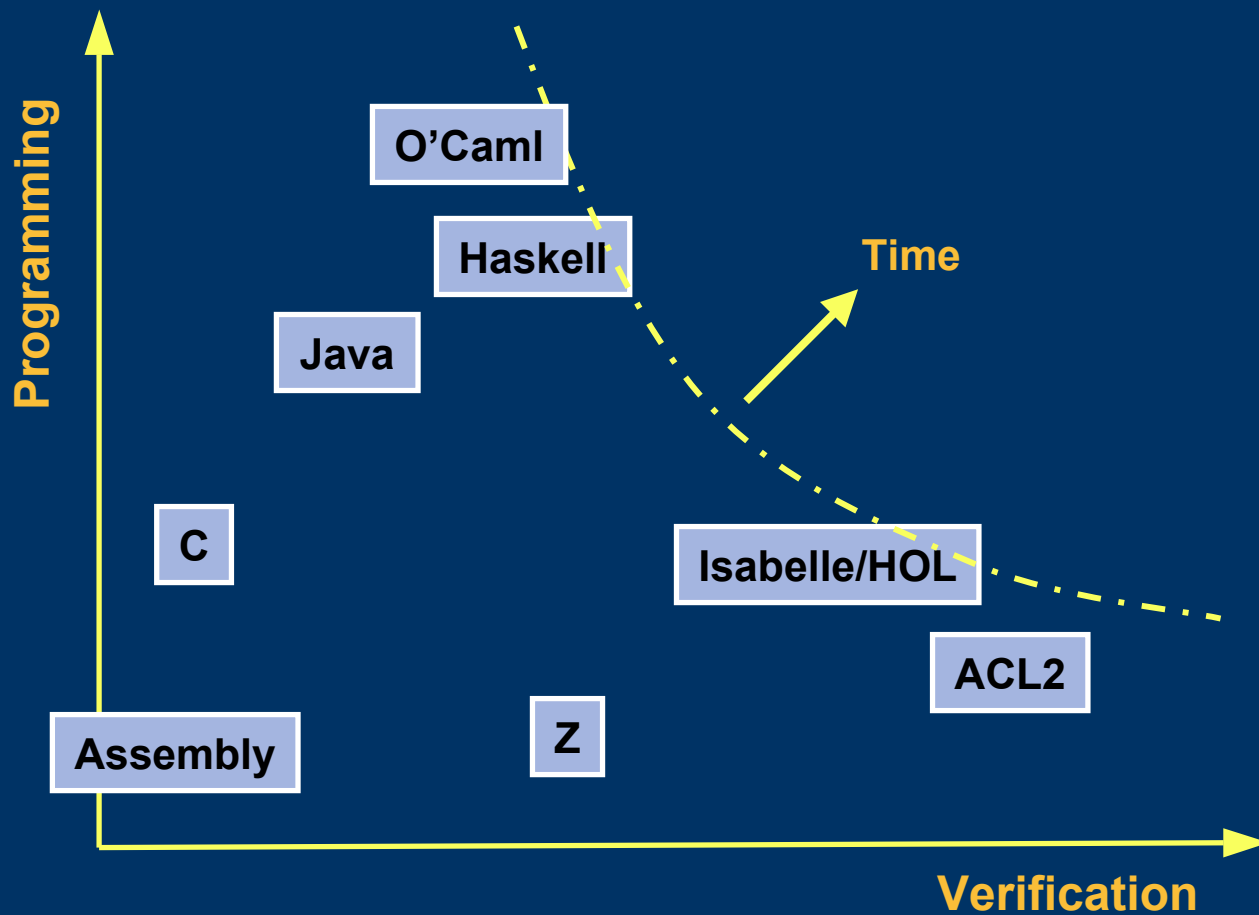 Programming
O’Caml
Haskell
Time
Java
C
Isabelle/HOL
ACL2
Z
Assembly
Verification